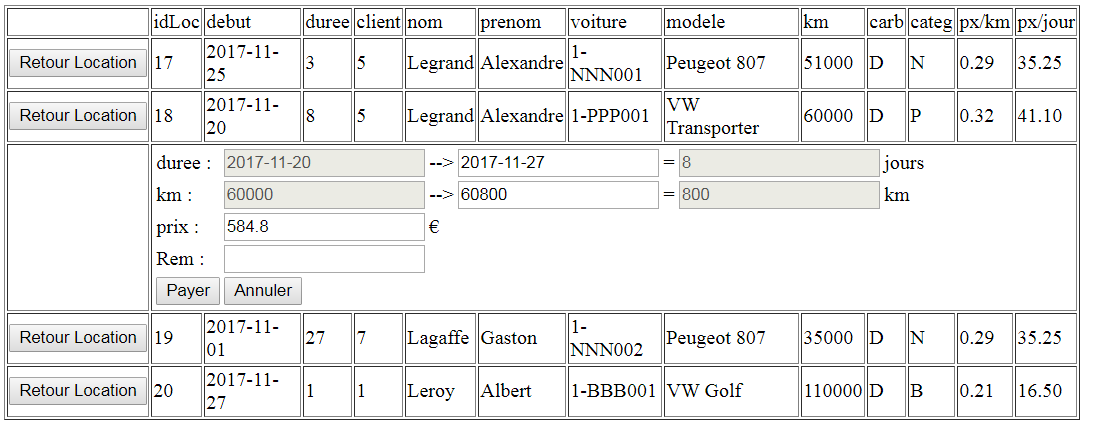 idLoc debut duree client nom prenom voiture modele km carb categ px/km px/jour
Retour Location 17 2017-11-25 3 5 Legrand Alexandre 1-NNN001 Peugeot 807 51000 D N 0.29 35.25
Retour Location 18 2017-11-20 8 5 Legrand Alexandre 1-PPP001 VW Transporter 60000 D P 0.32 41.10
duree : 2017-11-20 --> 2017-11-27 = 8 jours
km : 60000 --> 60800 = 800 km
prix : 584.8 €
Rem :
Payer Annuler
Retour Location 19 2017-11-01 27 7 Lagaffe Gaston 1-NNN002 Peugeot 807 35000 D N 0.29 35.25
Retour Location 20 2017-11-27 1 1 Leroy Albert 1-BBB001 VW Golf 110000 D B 0.21 16.50